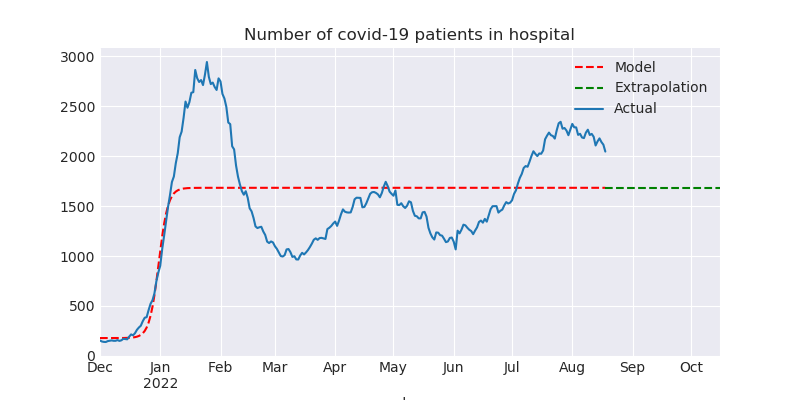 Number of covid-19 patients in hospital
3000
2500
2000
1500
1000
500
0
Model
Extrapolation
Actual
Dec Jan Feb Mar Apr May Jun Jul Aug Sep Oct
2022